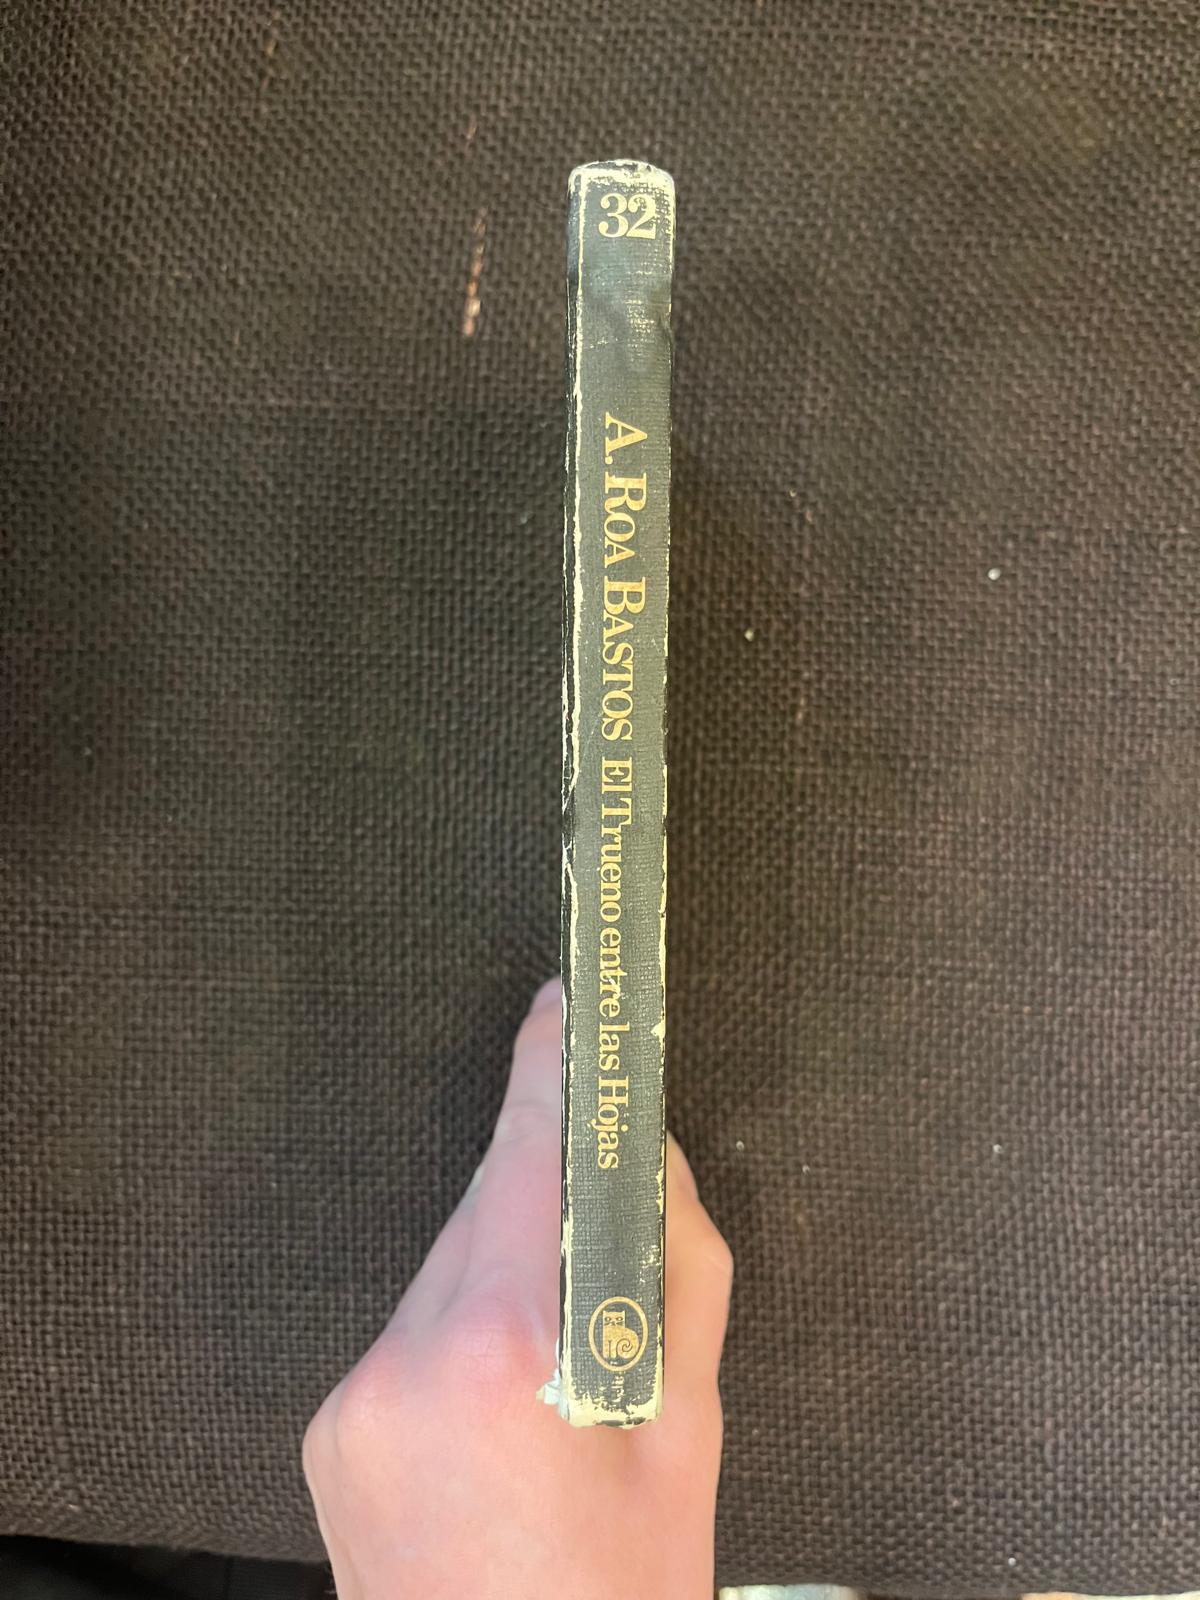 32
A. ROA BASTOS El Trueno entre las Hojas